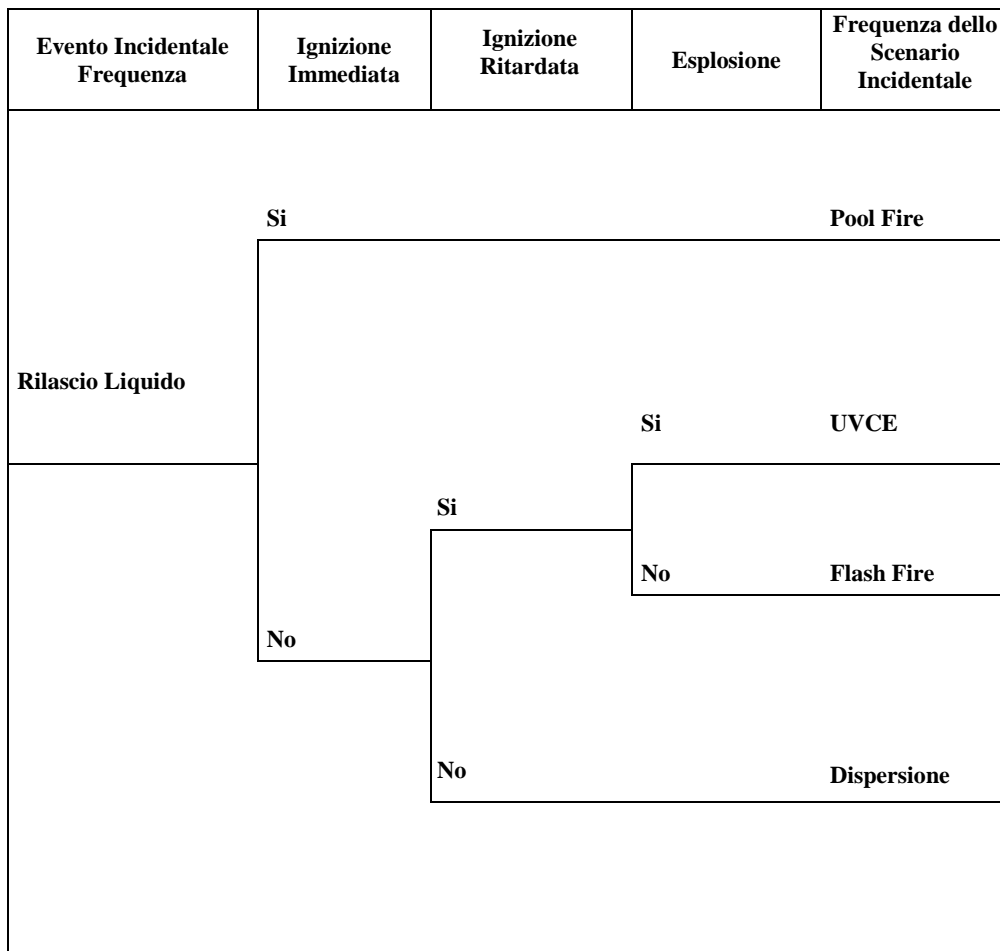 Evento Incidentale
Frequenza
Ignizione
Immediata
Ignizione
Ritardata
Esplosione
Frequenza dello
Scenario
Incidentale
Si
Pool Fire
Rilascio Liquido
Si
UVCE
Si
No
Flash Fire
No
No
Dispersione